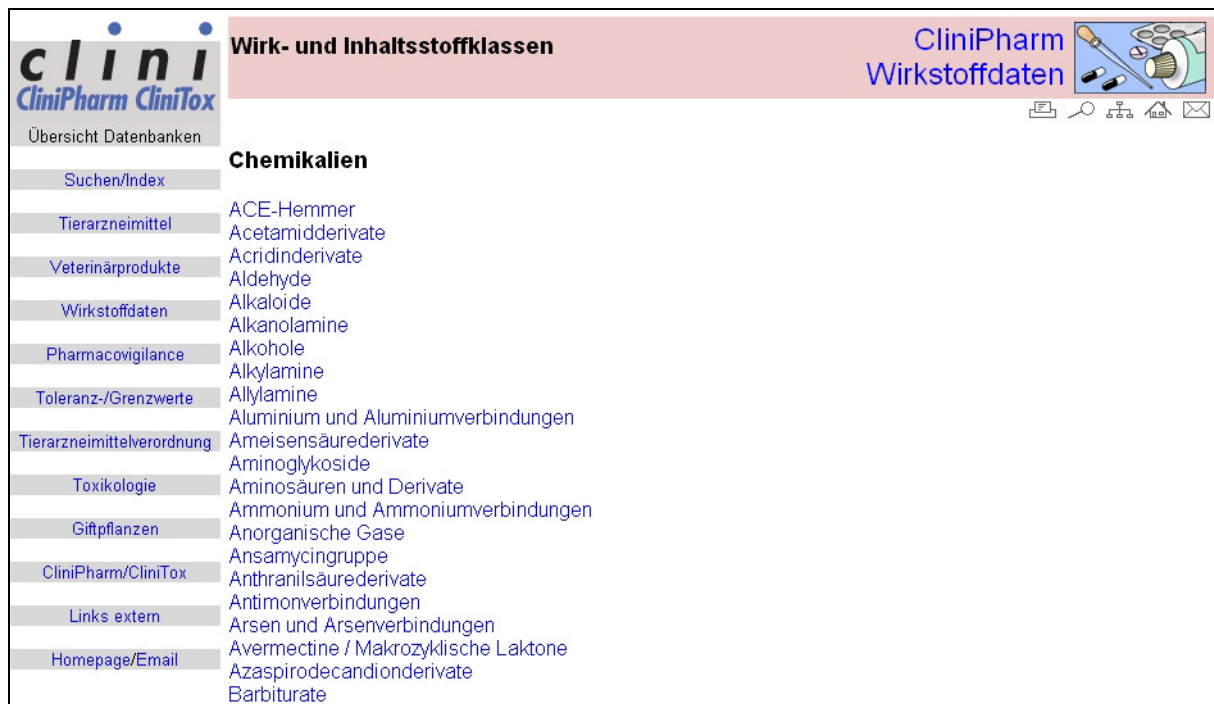 clini
CliniPharm CliniTox
Übersicht Datenbanken
Suchen/Index
Tierarzneimittel
Veterinärprodukte
Wirkstoffdaten
Pharmacovigilance
Toleranz-/Grenzwerte
Tierarzneimittelverordnung
Toxikologie
Giftpflanzen
CliniPharm/CliniTox
Links extern
Homepage/Email
Wirk- und Inhaltsstoffklassen
CliniPharm
Wirkstoffdaten
Chemikalien
ACE-Hemmer
Acetamidderivate
Acridinderivate
Aldehyde
Alkaloide
Alkanolamine
Alkohole
Alkylamine
Allylamine
Aluminium und Aluminiumverbindungen
Ameisensäurederivate
Aminoglykoside
Aminosäuren und Derivate
Ammonium und Ammoniumverbindungen
Anorganische Gase
Ansamycingruppe
Anthranilsäurederivate
Antimonverbindungen
Arsen und Arsenverbindungen
Avermectine / Makrozyklische Laktone
Azaspirodecandionderivate
Barbiturate